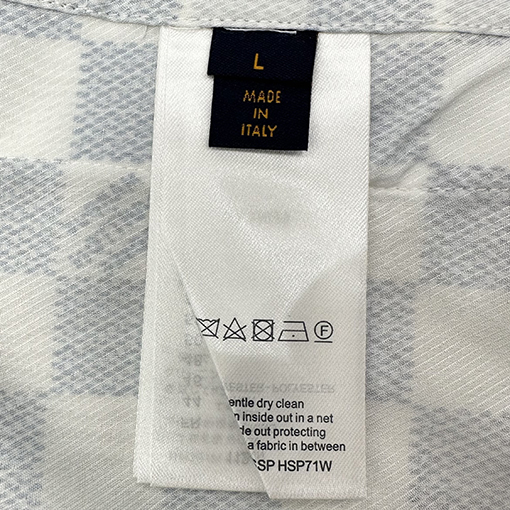 L
MADE
IN
ITALY
F
entle dry clean
n inside out in a net
de out protecting
a fabric in between
SP HSP71W